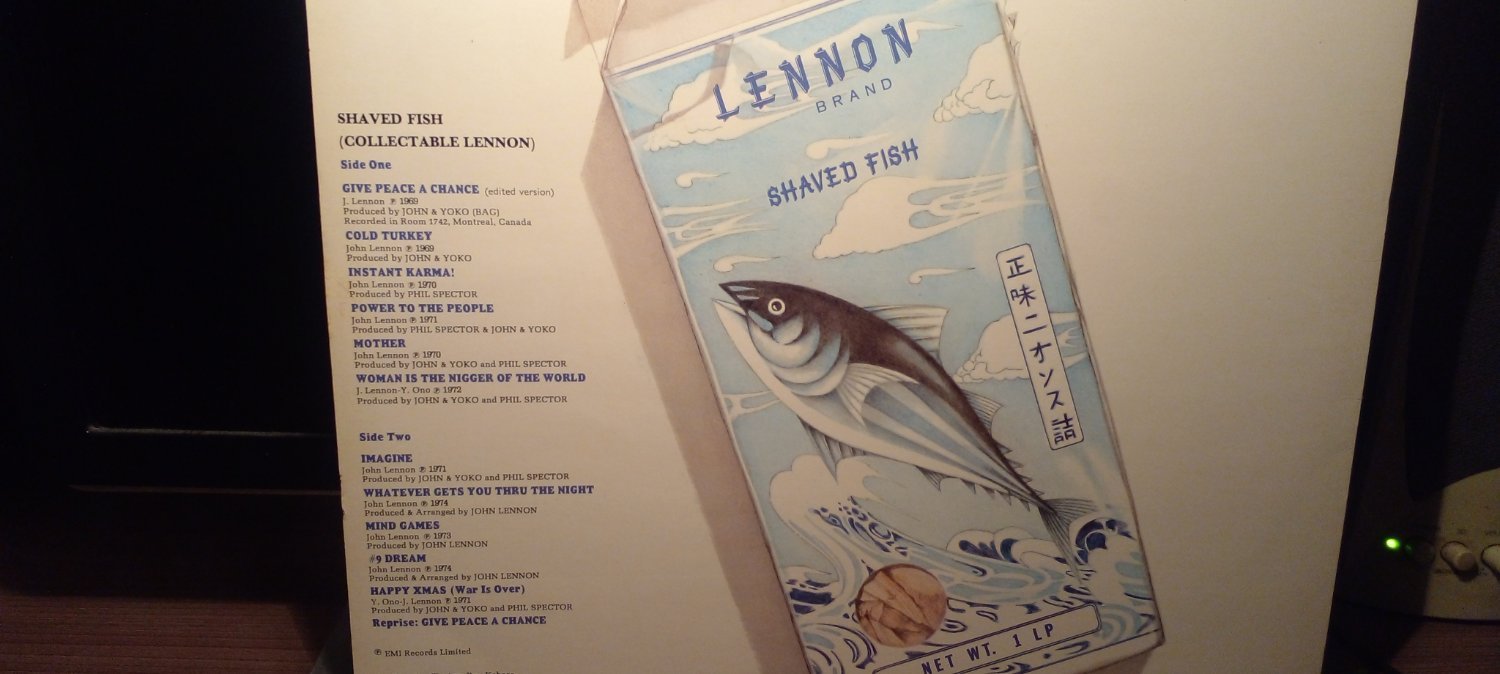 SHAVED FISH
(COLLECTABLE LENNON)
Side One
GIVE PEACE A CHANCE (edited version)
J. Lennon ℗ 1969
Produced by JOHN & YOKO (BAG)
Recorded in Room 1742, Montreal, Canada
COLD TURKEY
John Lennon ℗ 1969
Produced by JOHN & YOKO
INSTANT KARMA!
John Lennon ℗ 1970
Produced by PHIL SPECTOR
POWER TO THE PEOPLE
John Lennon ℗ 1971
Produced by PHIL SPECTOR & JOHN & YOKO
MOTHER
John Lennon ℗ 1970
Produced by JOHN & YOKO and PHIL SPECTOR
WOMAN IS THE NIGGER OF THE WORLD
J. Lennon-Y. Ono ℗ 1972
Produced by JOHN & YOKO and PHIL SPECTOR
Side Two
IMAGINE
John Lennon ℗ 1971
Produced by JOHN & YOKO and PHIL SPECTOR
WHATEVER GETS YOU THRU THE NIGHT
John Lennon ℗ 1974
Produced & Arranged by JOHN LENNON
MIND GAMES
John Lennon ℗ 1973
Produced by JOHN LENNON
#9 DREAM
John Lennon ℗ 1974
Produced & Arranged by JOHN LENNON
HAPPY XMAS (War Is Over)
Y. Ono-J. Lennon ℗ 1971
Produced by JOHN & YOKO and PHIL SPECTOR
Reprise: GIVE PEACE A CHANCE
℗ EMI Records Limited
LENNON
BRAND
SHAVED FISH
正味二オンス詰
NET WT. 1 LP